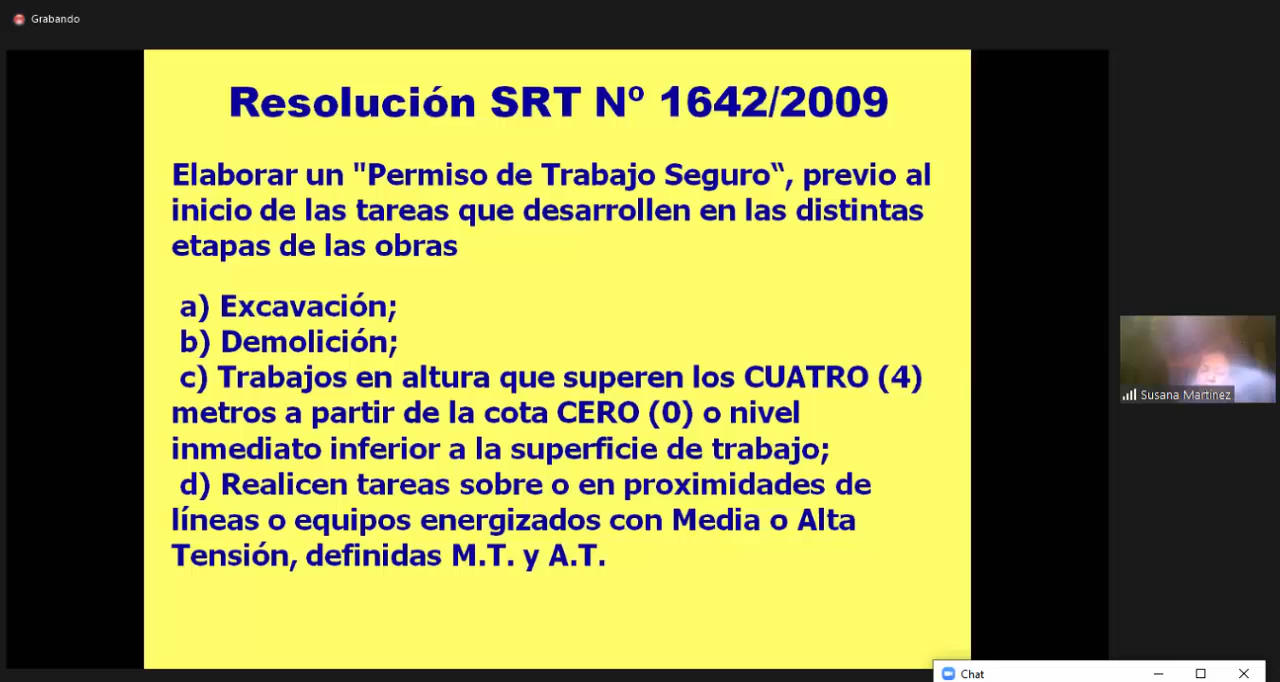 Grabando
Resolución SRT Nº 1642/2009
Elaborar un "Permiso de Trabajo Seguro“, previo al
inicio de las tareas que desarrollen en las distintas
etapas de las obras
a) Excavación;
b) Demolición;
c) Trabajos en altura que superen los CUATRO (4)
metros a partir de la cota CERO (0) o nivel
inmediato inferior a la superficie de trabajo;
d) Realicen tareas sobre o en proximidades de
líneas o equipos energizados con Media o Alta
Tensión, definidas M.T. y A.T.
Susana Martinez
Chat